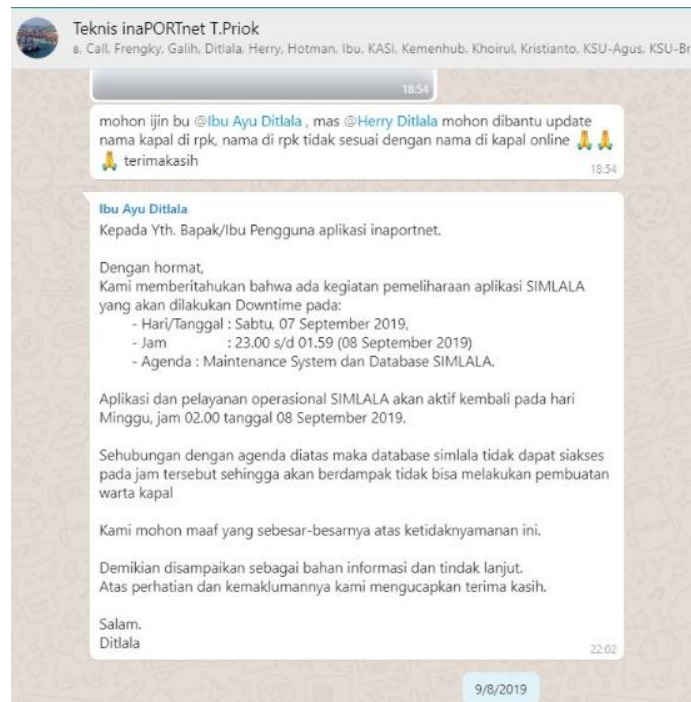 Teknis inaPORTnet T.Priok
e, Call, Frengky, Galih, Ditlala, Herry, Hotman, Ibu, KASI, Kemenhub, Khoirul, Kristianto, KSU-Agus, KSU-Br
18:54
mohon ijin bu @Ibu Ayu Ditlala , mas @Herry Ditlala mohon dibantu update
nama kapal di rpk, nama di rpk tidak sesuai dengan nama di kapal online 🙏 🙏
🙏 terimakasih
18:54
Ibu Ayu Ditlala
Kepada Yth. Bapak/Ibu Pengguna aplikasi inaportnet.
Dengan hormat,
Kami memberitahukan bahwa ada kegiatan pemeliharaan aplikasi SIMLALA
yang akan dilakukan Downtime pada:
- Hari/Tanggal : Sabtu, 07 September 2019,
- Jam : 23.00 s/d 01.59 (08 September 2019)
- Agenda : Maintenance System dan Database SIMLALA.
Aplikasi dan pelayanan operasional SIMLALA akan aktif kembali pada hari
Minggu, jam 02.00 tanggal 08 September 2019.
Sehubungan dengan agenda diatas maka database simlala tidak dapat siakses
pada jam tersebut sehingga akan berdampak tidak bisa melakukan pembuatan
warta kapal
Kami mohon maaf yang sebesar-besarnya atas ketidaknyamanan ini.
Demikian disampaikan sebagai bahan informasi dan tindak lanjut.
Atas perhatian dan kemaklumannya kami mengucapkan terima kasih.
Salam.
Ditlala
22:02
9/8/2019